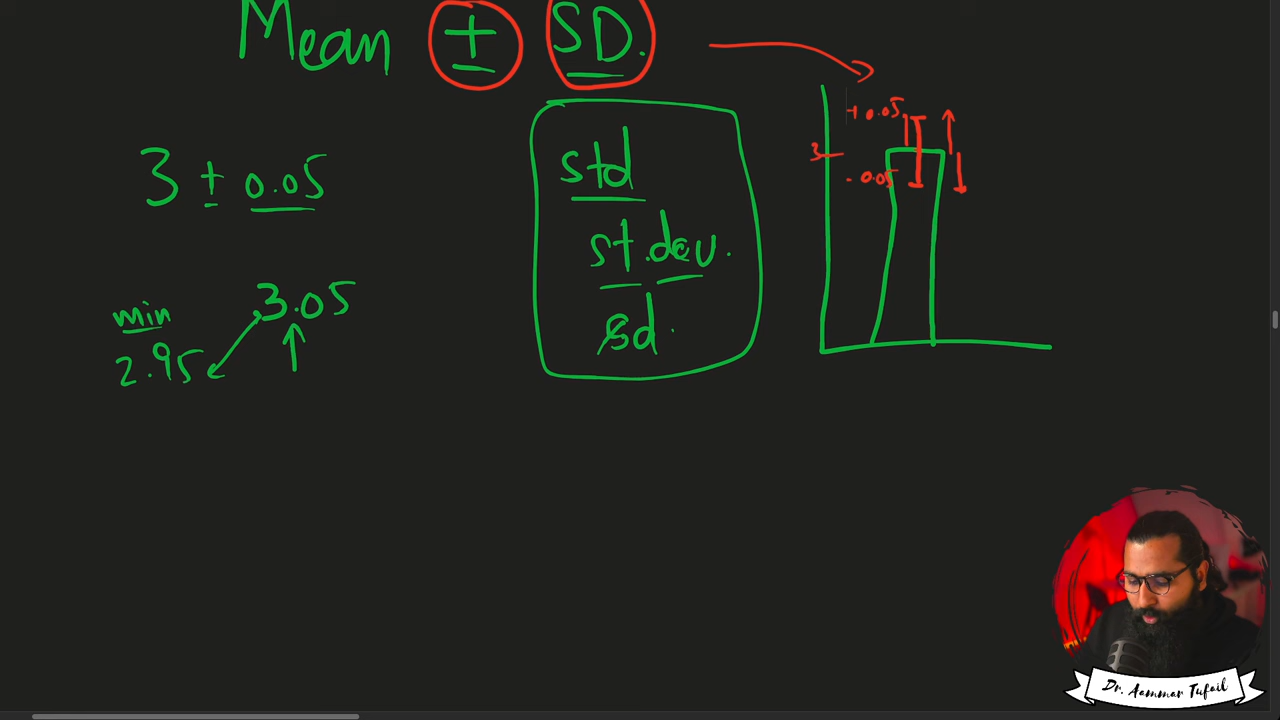 Mean ± SD.
3 ± 0.05
min
3.05
2.95
std
st.dev.
sd.
+ 0.05
3
- 0.05
Dr. Aammar Tufail